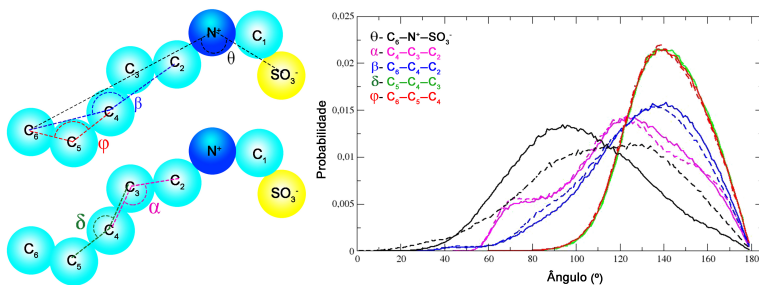 N⁺ C₁
C₃ C₂ θ
SO₃⁻
C₄ β
C₆ C₅
φ
N⁺ C₁
C₃ C₂
SO₃⁻
δ α
C₄
C₆ C₅
Probabilidade
0,022
0,02
0,015
0,01
0,005
0
θ- C₆–N⁺–SO₃⁻
α- C₄–C₃–C₂
β- C₆–C₄–C₂
δ- C₅–C₄–C₃
φ- C₆–C₅–C₄
0 20 40 60 80 100 120 140 160 180
Ângulo (º)